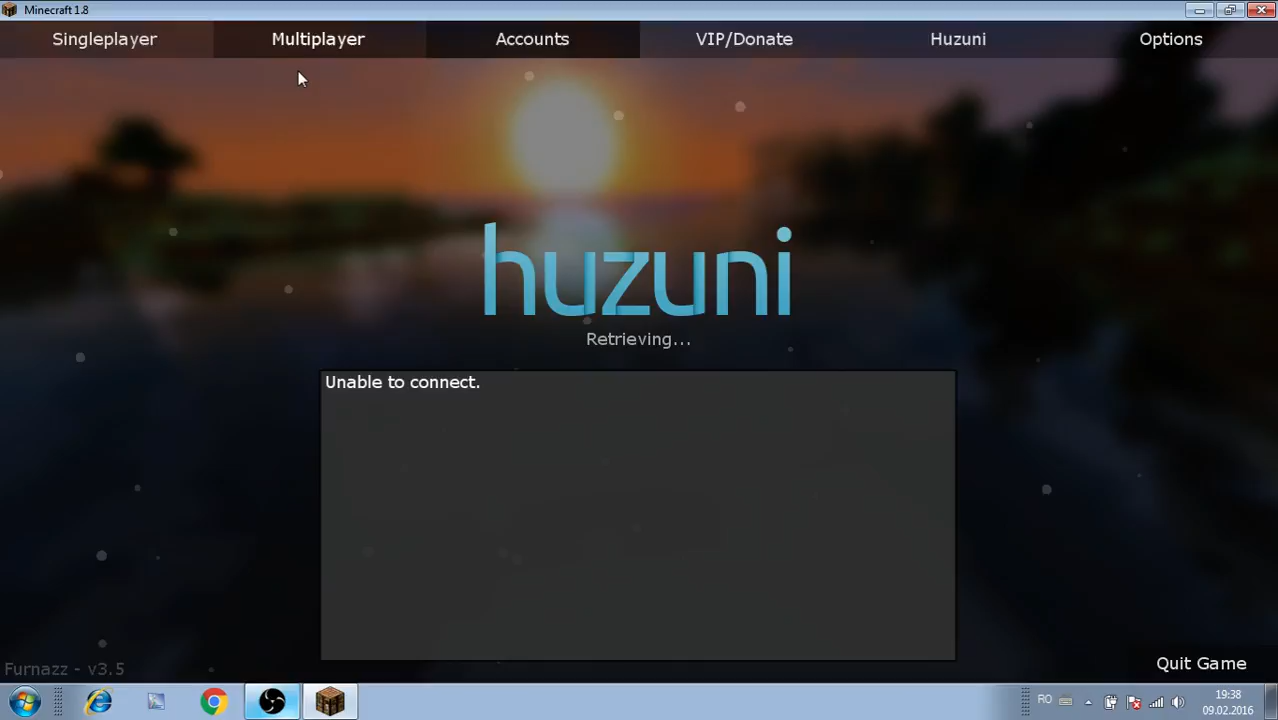 Minecraft 1.8
Singleplayer Multiplayer Accounts VIP/Donate Huzuni Options
huzuni
Retrieving...
Unable to connect.
Furnazz - v3.5
Quit Game
RO
19:38
09.02.2016